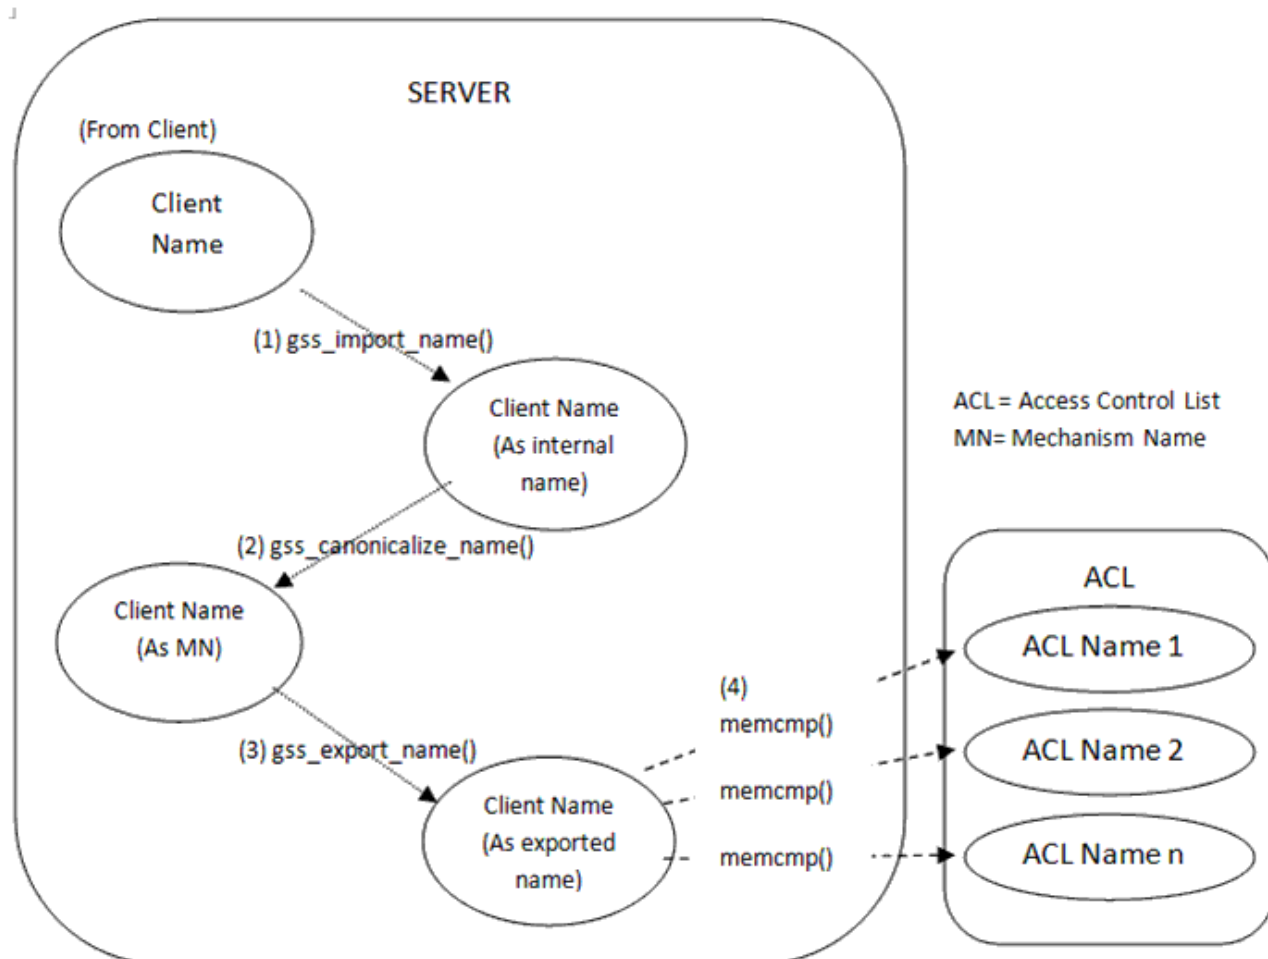 SERVER
(From Client)
Client
Name
(1) gss_import_name()
Client Name
(As internal
name)
ACL = Access Control List
MN= Mechanism Name
(2) gss_canonicalize_name()
Client Name
(As MN)
ACL
ACL Name 1
(4)
memcmp()
(3) gss_export_name()
ACL Name 2
memcmp()
Client Name
(As exported
name)
memcmp()
ACL Name n